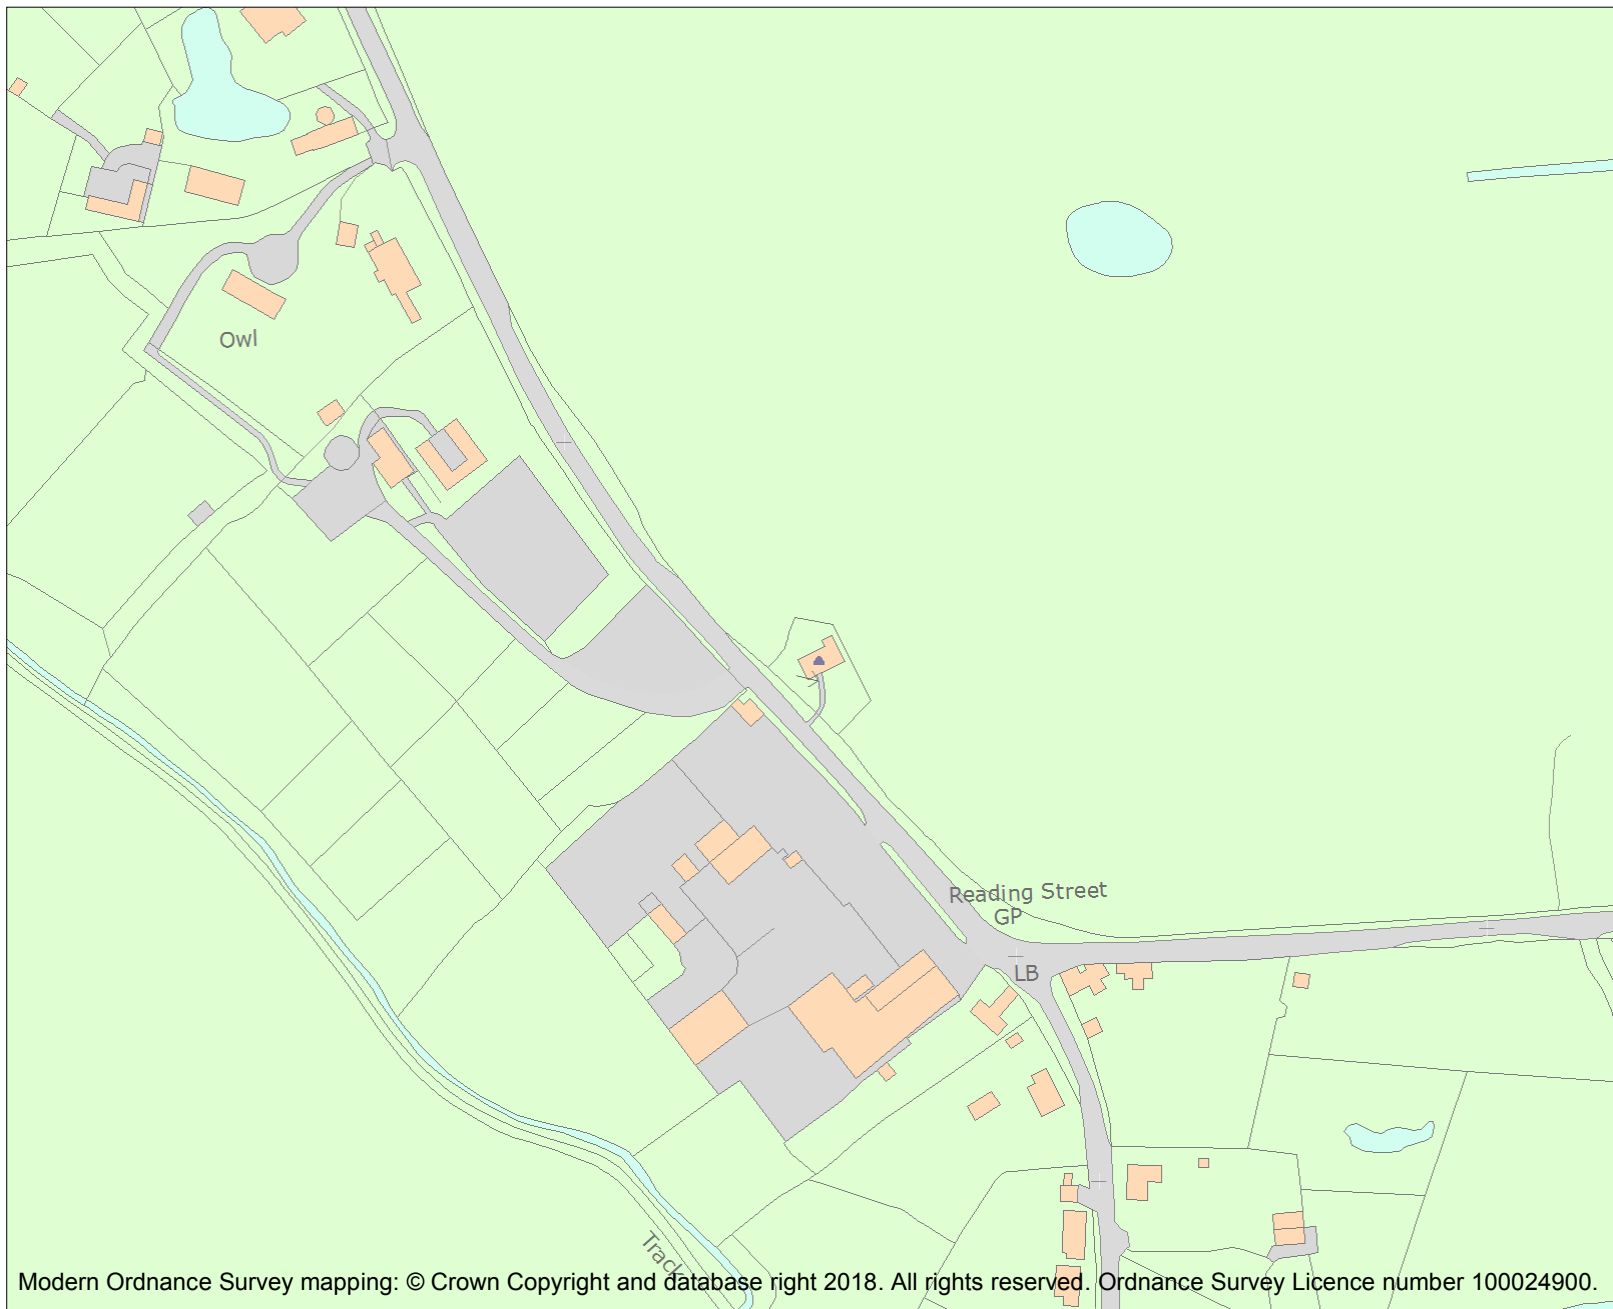 Owl
Reading Street
GP
LB
Track
Modern Ordnance Survey mapping: © Crown Copyright and database right 2018. All rights reserved. Ordnance Survey Licence number 100024900.